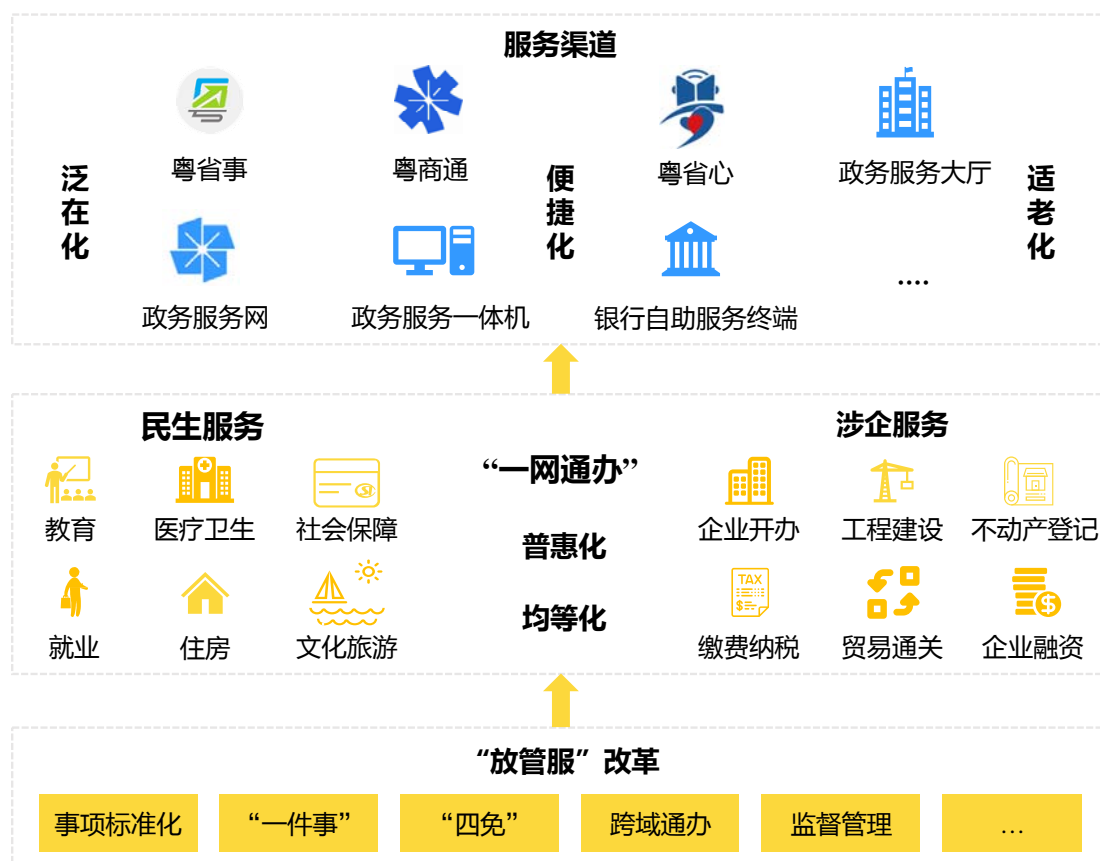 服务渠道
泛在化
便捷化
适老化
粤省事
粤商通
粤省心
政务服务大厅
政务服务网
政务服务一体机
银行自助服务终端
....
民生服务
教育
医疗卫生
社会保障
就业
住房
文化旅游
“一网通办”
普惠化
均等化
涉企服务
企业开办
工程建设
不动产登记
TAX
缴费纳税
贸易通关
企业融资
“放管服”改革
事项标准化
“一件事”
“四免”
跨域通办
监督管理
…